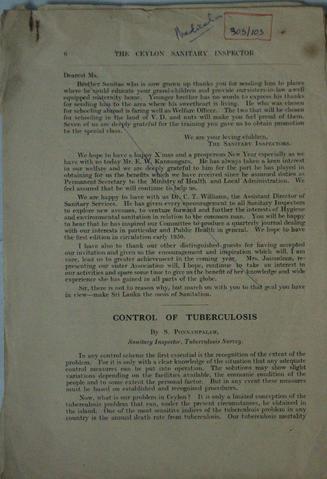 Medication
303/103
6 THE CEYLON SANITARY INSPECTOR
Dearest Ma,
Brother Sanitas who is now grown up thanks you for sending him to places
where he could educate your grand-children and provide our sister-in-law a well
equipped maternity house. Younger brother has no words to express his thanks
for sending him to the area where his sweetheart is living. He who was chosen
for schooling abroad is faring well as Welfare Officer. The two that will be chosen
for schooling in the land of V. D. and nuts will make you feel proud of them.
Seven of us are deeply grateful for the training you gave us to obtain promotion
to the special class.
We are your loving children,
THE SANITARY INSPECTORS.
We hope to have a happy X'mas and a prosperous New Year especially as we
have with us today Mr. E. W. Kannangara. He has always taken a keen interest
in our welfare and we are deeply grateful to him for the part he has played in
obtaining for us the benefits which we have received since he assumed duties as
Permanent Secretary to the Ministry of Health and Local Administration. We
feel assured that he will continue to help us.
We are happy to have with us Dr. C. T. Williams, the Assistant Director of
Sanitary Services. He has given every encouragement to all Sanitary Inspectors
to explore new avenues, to venture forward and further the interests of Hygiene
and environmental sanitation in relation to the common man. You will be happy
to hear that he has inspired our Committee to produce a quarterly journal dealing
with our interests in particular and Public Health in general. We hope to have
the first edition in circulation early 1950.
I have also to thank our other distinguished guests for having accepted
our invitation and given us the encouragement and inspiration which will, I am
sure, lead us to greater achievement in the coming year. Mrs. representing
our sister Association will, I hope, continue to take an interest in
our activities and spare some time to give us the benefit of her knowledge and wide
experience she has gained in all parts of the globe.
Sir, there is not to reason why, but march on with you to that goal you have
in view—make Sri Lanka the oasis of Sanitation.
CONTROL OF TUBERCULOSIS
BY S. PONNAMPALAM,
Sanitary Inspector, Tuberculosis Survey.
In any control scheme the first essential is the recognition of the extent of the
problem. For it is only with a clear knowledge of the situation that any adequate
control measures can be put into operation. The solutions may show slight
variations depending on the facilities available, the economic condition of the
people and to some extent the personal factor. But in any event these measures
must be based on established and recognised procedures.
Now, what is our problem in Ceylon? It is only a limited conception of the
tuberculosis problem that can, under the present circumstances, be obtained in
the island. One of the most sensitive indices of the tuberculosis problem in any
country is the annual death rate from tuberculosis. Our tuberculosis mortality